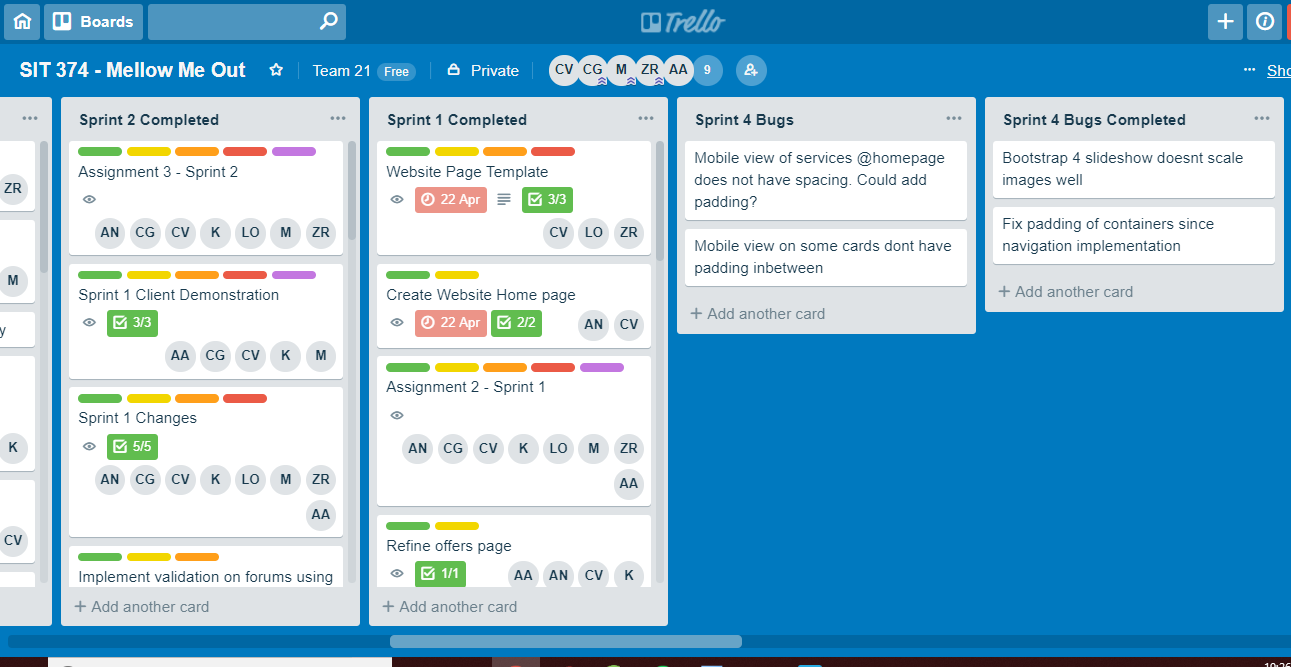 Boards
Trello
SIT 374 - Mellow Me Out
Team 21 Free
Private
CV CG M ZR AA 9
ZR
M
y
K
CV
Sprint 2 Completed
Assignment 3 - Sprint 2
AN CG CV K LO M ZR
Sprint 1 Client Demonstration
3/3
AA CG CV K M
Sprint 1 Changes
5/5
AN CG CV K LO M ZR
AA
Implement validation on forums using
+ Add another card
Sprint 1 Completed
Website Page Template
22 Apr 3/3
CV LO ZR
Create Website Home page
22 Apr 2/2 AN CV
Assignment 2 - Sprint 1
AN CG CV K LO M ZR
AA
Refine offers page
1/1 AA AN CV K
+ Add another card
Sprint 4 Bugs
Mobile view of services @homepage
does not have spacing. Could add
padding?
Mobile view on some cards dont have
padding inbetween
+ Add another card
Sprint 4 Bugs Completed
Bootstrap 4 slideshow doesnt scale
images well
Fix padding of containers since
navigation implementation
+ Add another card